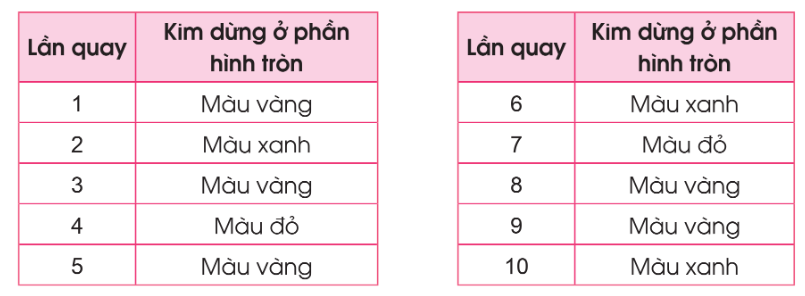 Lần quay Kim dừng ở phần
hình tròn
1 Màu vàng
2 Màu xanh
3 Màu vàng
4 Màu đỏ
5 Màu vàng
Lần quay Kim dừng ở phần
hình tròn
6 Màu xanh
7 Màu đỏ
8 Màu vàng
9 Màu vàng
10 Màu xanh